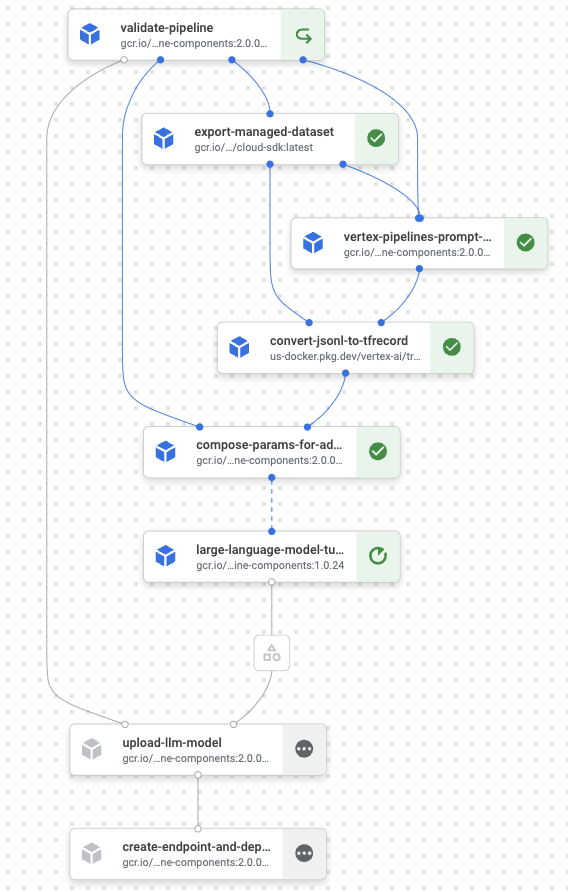 validate-pipeline
gcr.io/...ne-components:2.0.0...
export-managed-dataset
gcr.io/.../cloud-sdk:latest
vertex-pipelines-prompt-...
gcr.io/...ne-components:2.0.0...
convert-jsonl-to-tfrecord
us-docker.pkg.dev/vertex-ai/tr...
compose-params-for-ad...
gcr.io/...ne-components:2.0.0...
large-language-model-tu...
gcr.io/...ine-components:1.0.24
upload-llm-model
gcr.io/...ne-components:2.0.0...
create-endpoint-and-dep...
gcr.io/...ne-components:2.0.0...